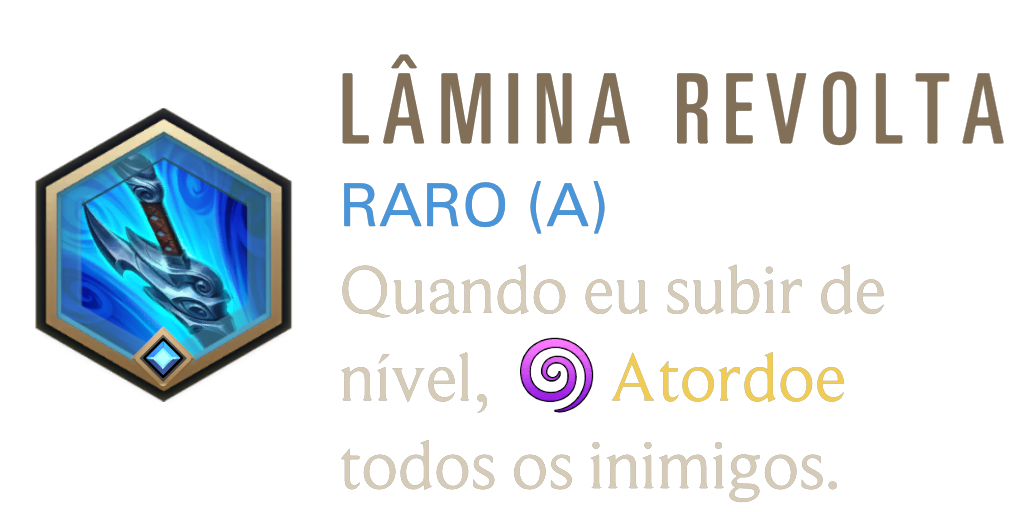 LÂMINA REVOLTA
RARO (A)
Quando eu subir de
nível, Atordoe
todos os inimigos.